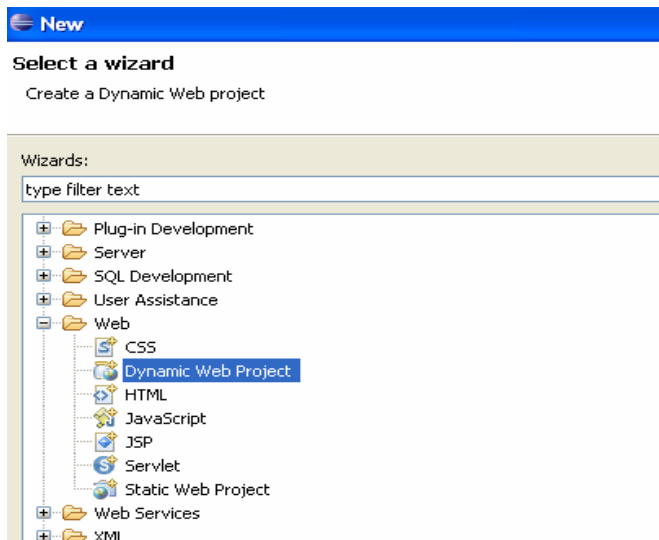 New
Select a wizard
Create a Dynamic Web project
Wizards:
type filter text
Plug-in Development
Server
SQL Development
User Assistance
Web
CSS
Dynamic Web Project
HTML
JavaScript
JSP
Servlet
Static Web Project
Web Services
XML